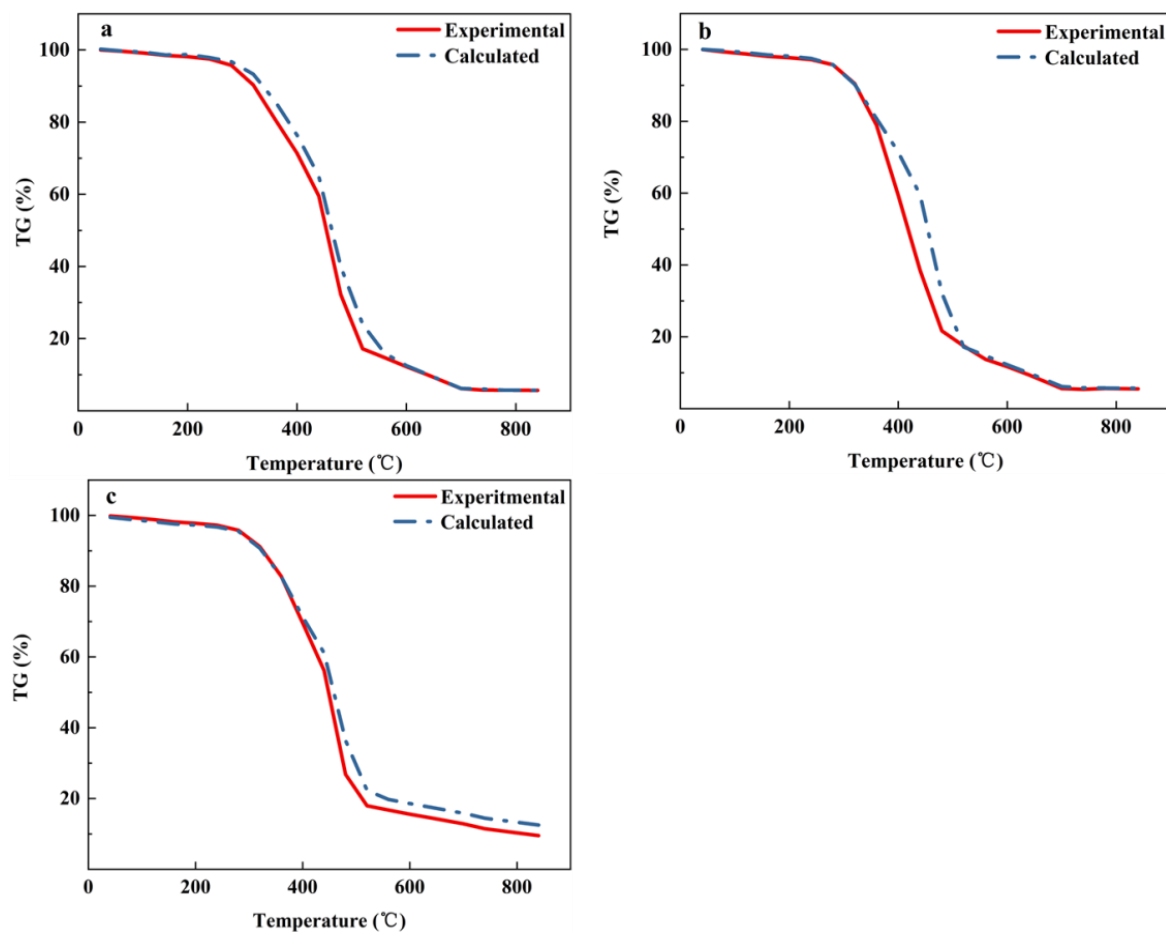 a
Experimental
Calculated
100
80
60
40
20
TG (%)
0 200 400 600 800
Temperature (℃)
b
Experimental
Calculated
100
80
60
40
20
TG (%)
0 200 400 600 800
Temperature (℃)
c
Experitmental
Calculated
100
80
60
40
20
TG (%)
0 200 400 600 800
Temperature (℃)